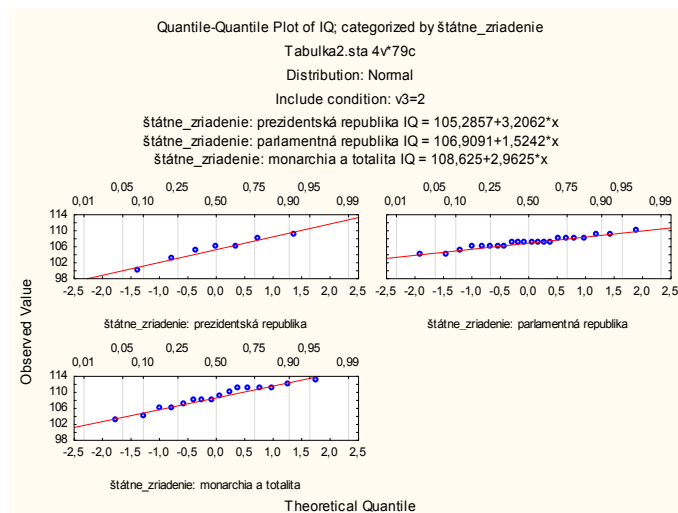 Quantile-Quantile Plot of IQ; categorized by štátne_zriadenie
Tabulka2.sta 4v*79c
Distribution: Normal
Include condition: v3=2
štátne_zriadenie: prezidentská republika IQ = 105,2857+3,2062*x
štátne_zriadenie: parlamentná republika IQ = 106,9091+1,5242*x
štátne_zriadenie: monarchia a totalita IQ = 108,625+2,9625*x
0,01 0,05 0,10 0,25 0,50 0,75 0,90 0,95 0,99
114
110
106
102
98
-2,5 -2,0 -1,5 -1,0 -0,5 0,0 0,5 1,0 1,5 2,0 2,5
štátne_zriadenie: prezidentská republika
0,01 0,05 0,10 0,25 0,50 0,75 0,90 0,95 0,99
-2,5 -2,0 -1,5 -1,0 -0,5 0,0 0,5 1,0 1,5 2,0 2,5
štátne_zriadenie: parlamentná republika
0,01 0,05 0,10 0,25 0,50 0,75 0,90 0,95 0,99
114
110
106
102
98
-2,5 -2,0 -1,5 -1,0 -0,5 0,0 0,5 1,0 1,5 2,0 2,5
štátne_zriadenie: monarchia a totalita
Observed Value
Theoretical Quantile